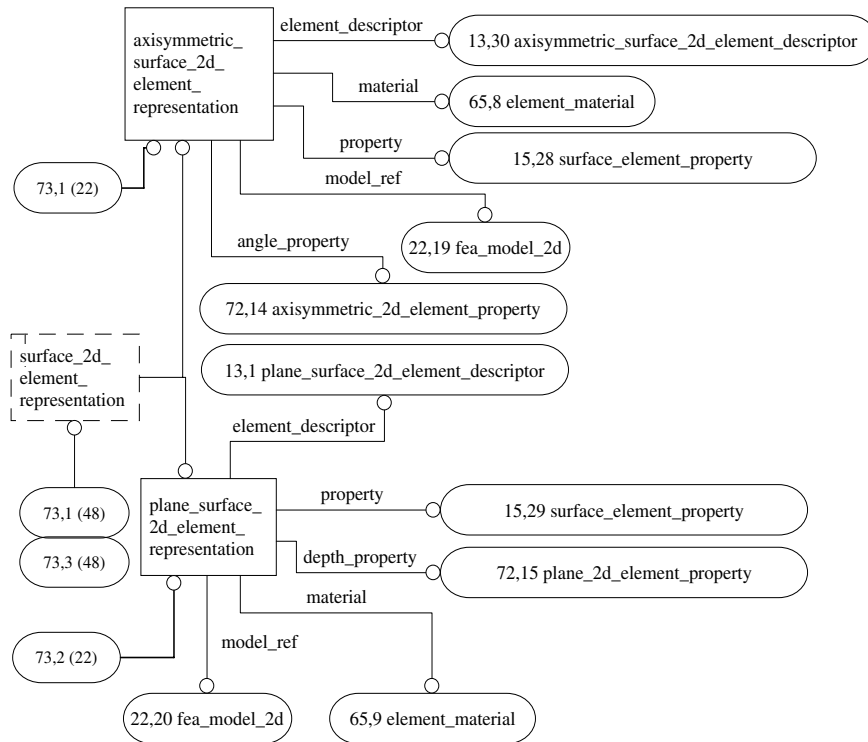 element_descriptor
axisymmetric_
surface_2d_
element_
representation
13,30 axisymmetric_surface_2d_element_descriptor
material
65,8 element_material
property
15,28 surface_element_property
model_ref
73,1 (22)
22,19 fea_model_2d
angle_property
72,14 axisymmetric_2d_element_property
surface_2d_
element_
representation
13,1 plane_surface_2d_element_descriptor
element_descriptor
73,1 (48)
73,3 (48)
plane_surface_
2d_element_
representation
property
15,29 surface_element_property
depth_property
72,15 plane_2d_element_property
material
73,2 (22)
model_ref
22,20 fea_model_2d
65,9 element_material